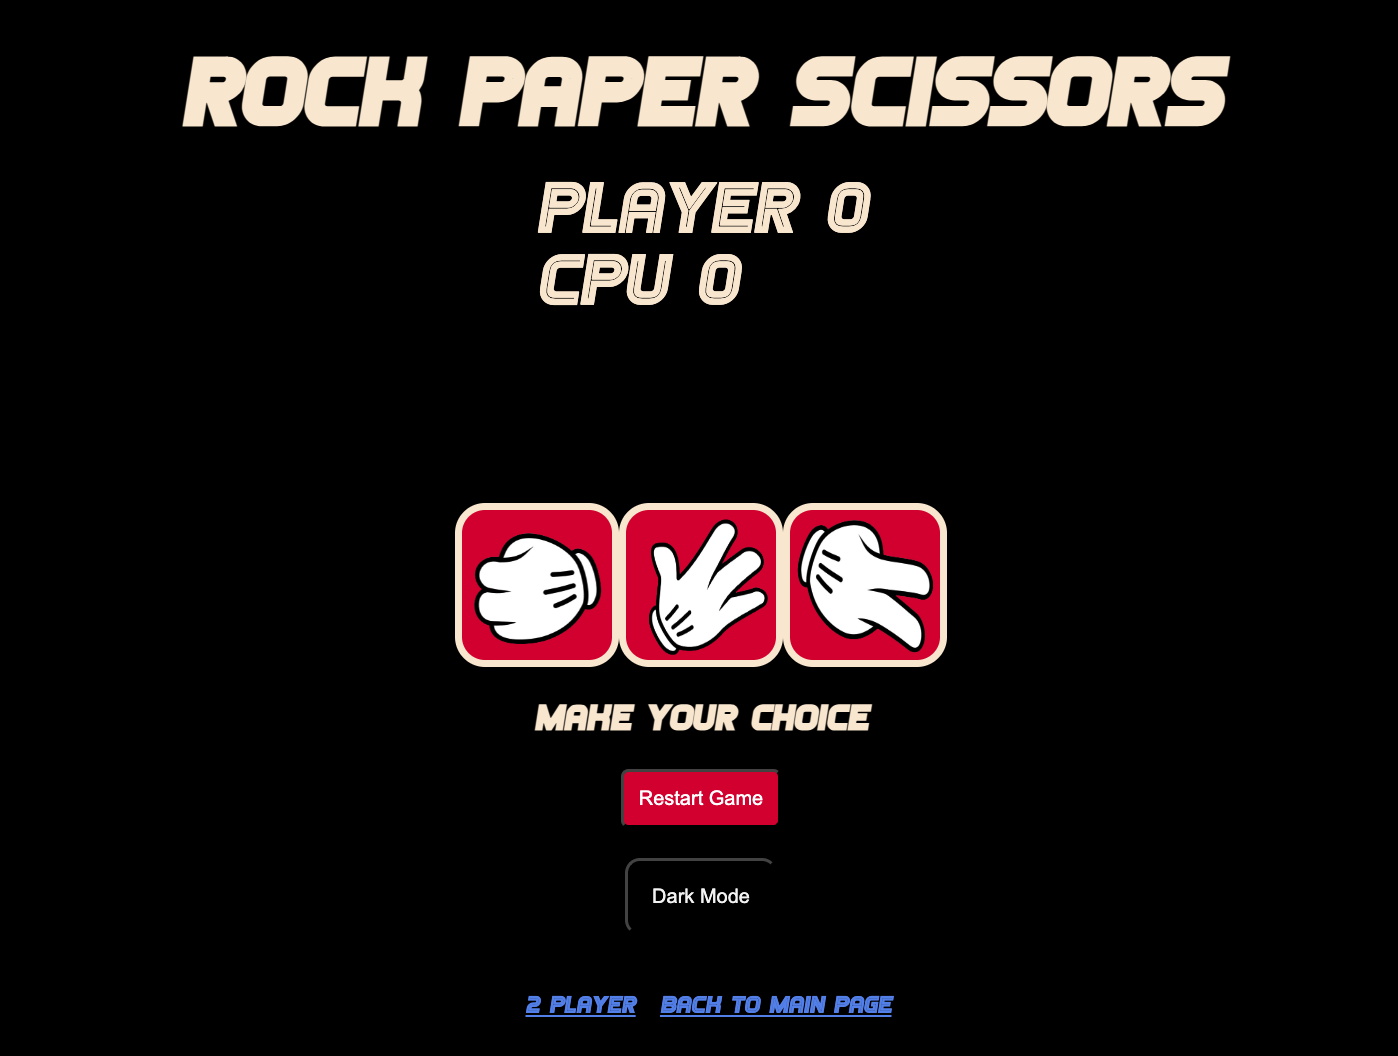 ROCK PAPER SCISSORS
PLAYER 0
CPU 0
MAKE YOUR CHOICE
Restart Game
Dark Mode
2 PLAYER BACK TO MAIN PAGE